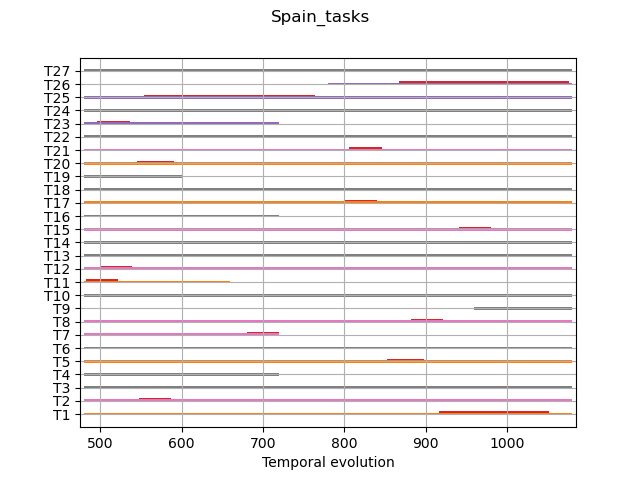 Spain_tasks
T27
T26
T25
T24
T23
T22
T21
T20
T19
T18
T17
T16
T15
T14
T13
T12
T11
T10
T9
T8
T7
T6
T5
T4
T3
T2
T1
500 600 700 800 900 1000
Temporal evolution